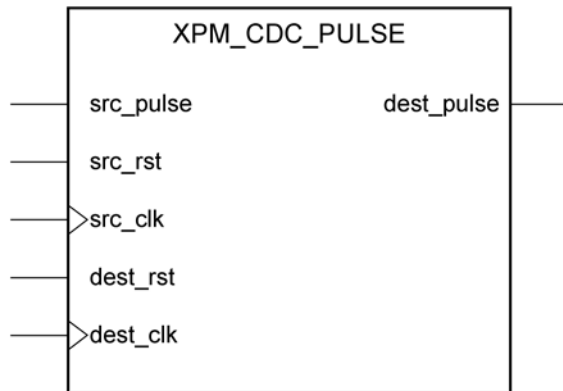 XPM_CDC_PULSE
src_pulse
dest_pulse
src_rst
src_clk
dest_rst
dest_clk